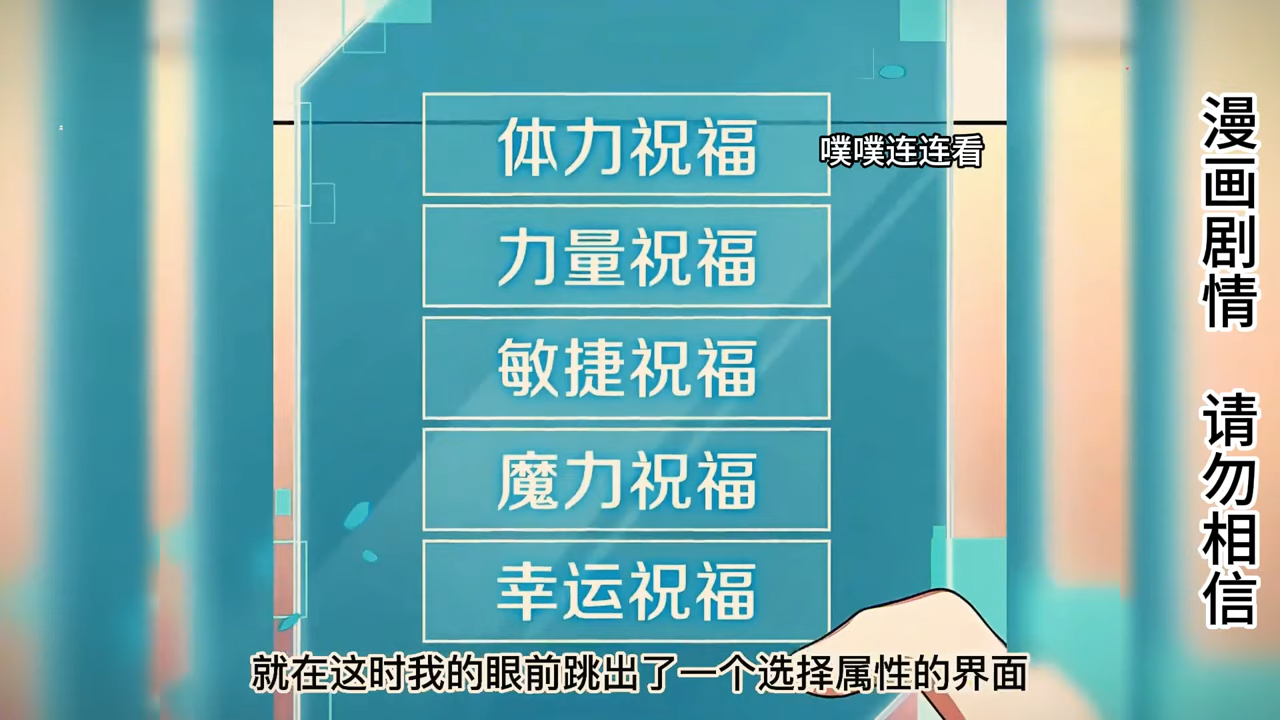 体力祝福
噗噗连连看
力量祝福
敏捷祝福
魔力祝福
幸运祝福
就在这时我的眼前跳出了一个选择属性的界面
漫画剧情 请勿相信